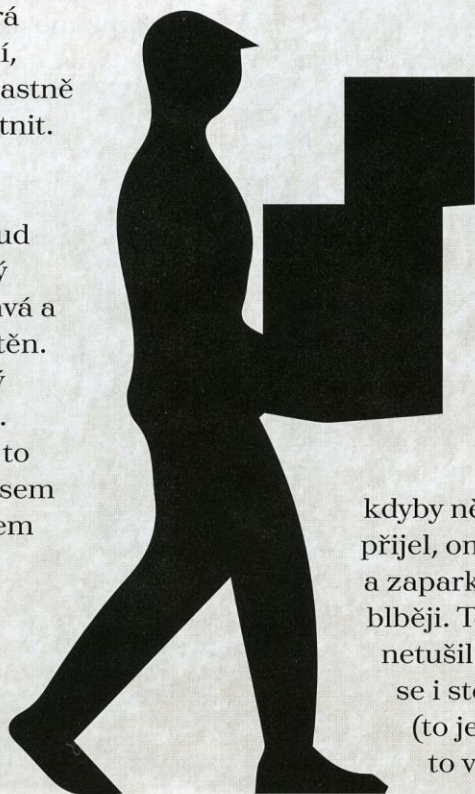 rá
í,
astně
tnit.
ud
ý
vá a
těn.
ý
.
to
sem
em
kdyby ně
přijel, on
a zapark
blběji. T
netušil
se i sto
(to je
to v